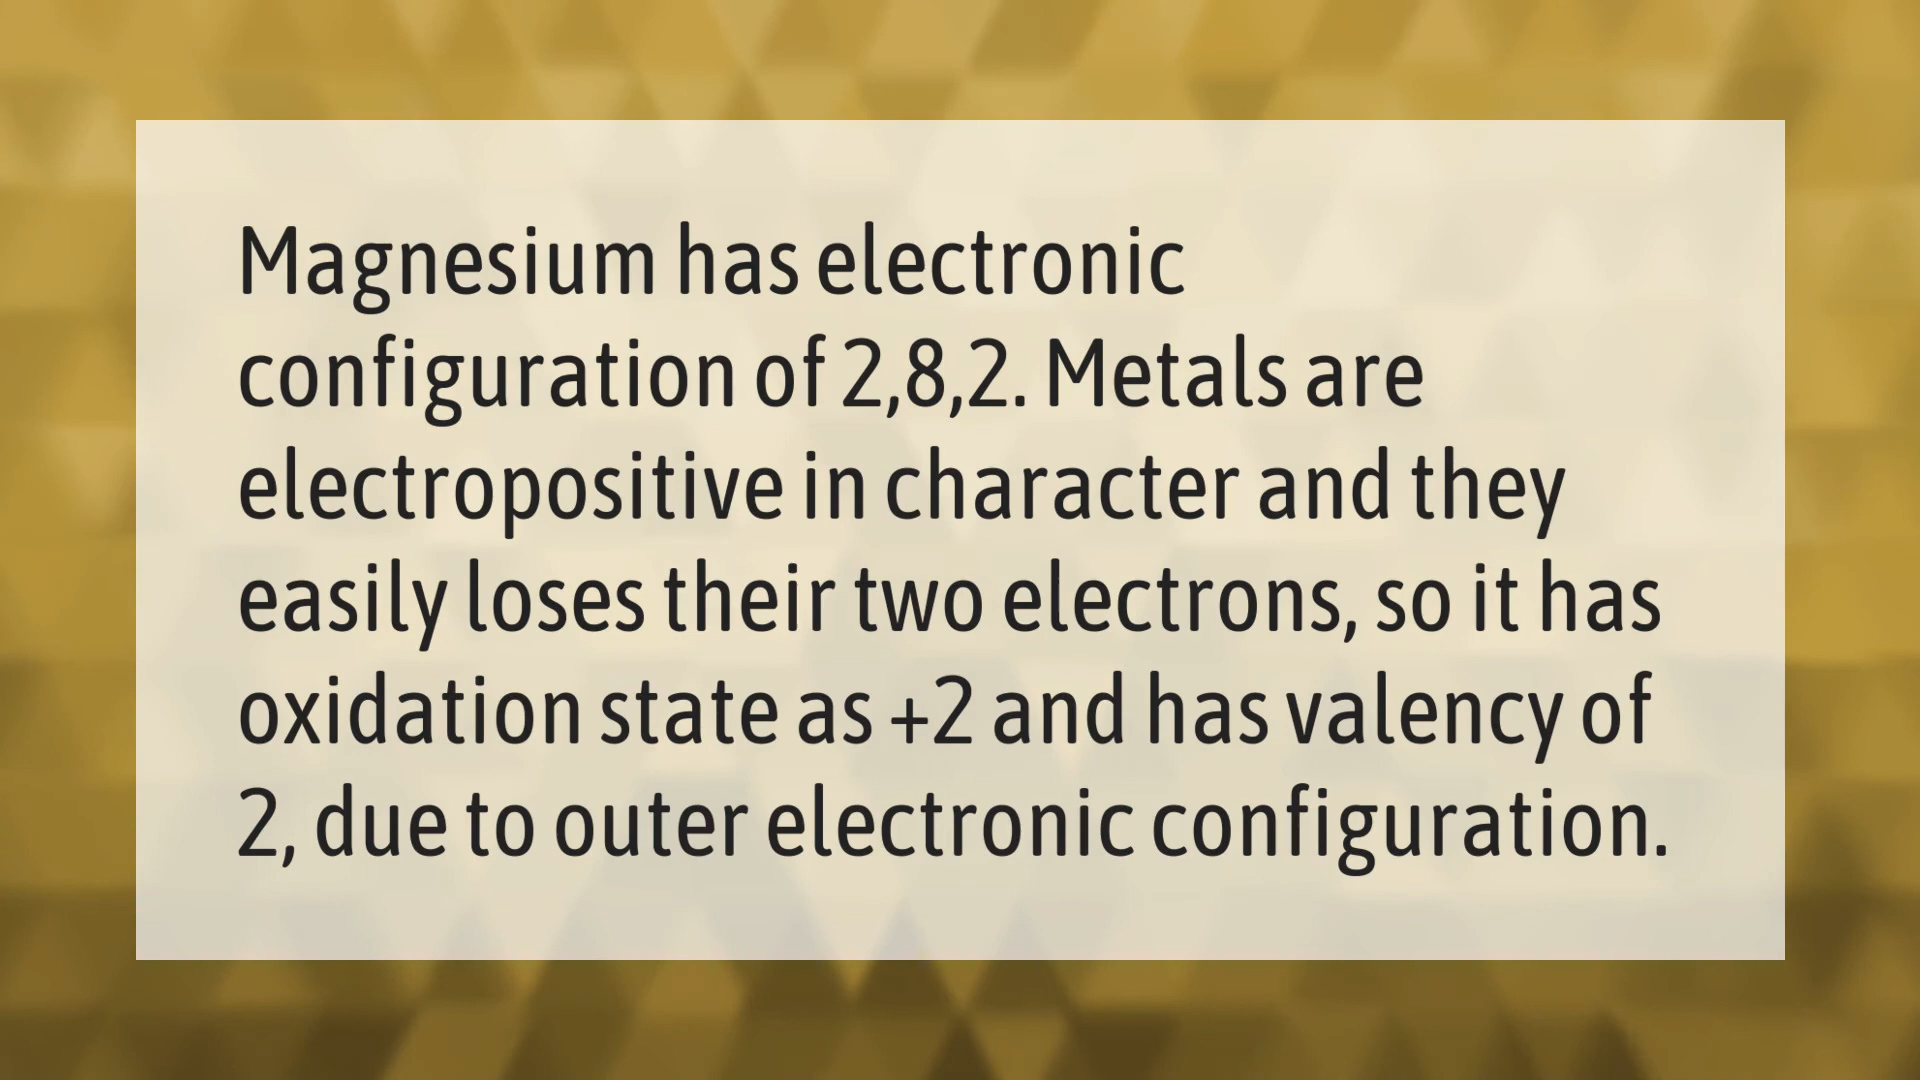 Magnesium has electronic
configuration of 2,8,2. Metals are
electropositive in character and they
easily loses their two electrons, so it has
oxidation state as +2 and has valency of
2, due to outer electronic configuration.